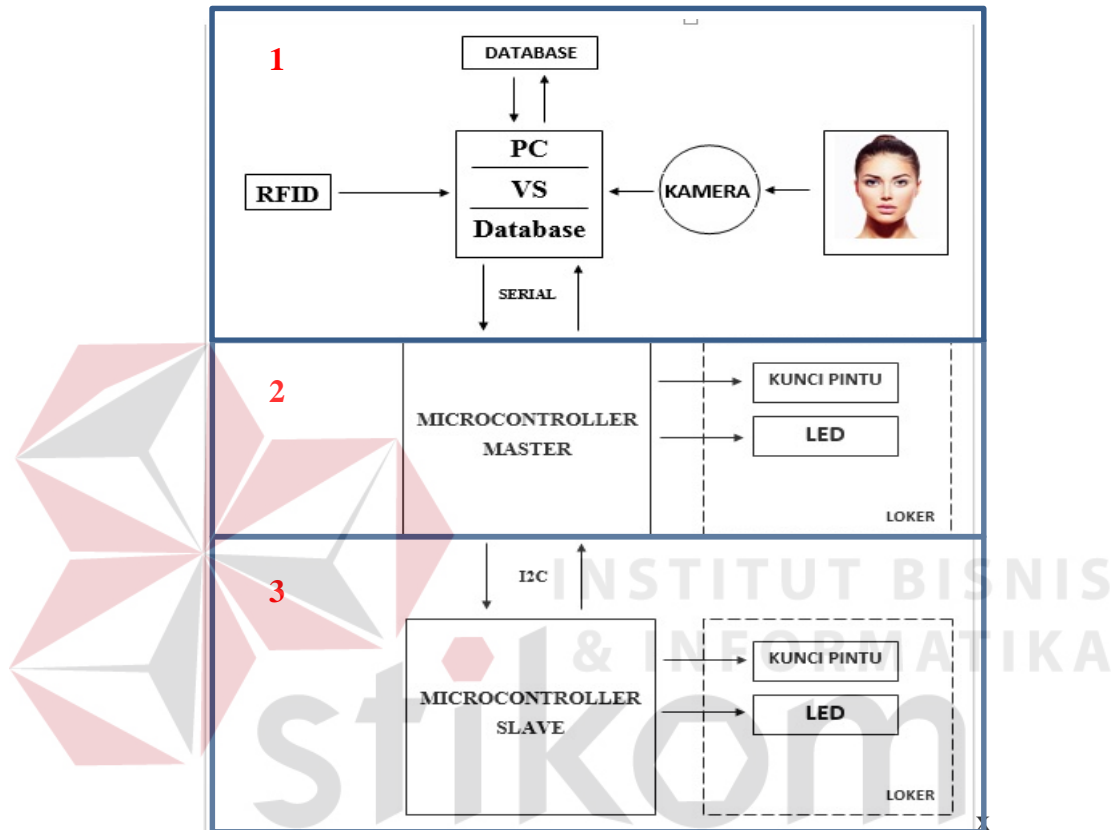 1
DATABASE
PC
VS
Database
RFID
KAMERA
SERIAL
2
MICROCONTROLLER
MASTER
KUNCI PINTU
LED
LOKER
3
I2C
INSTITUT BISNIS
& INFORMATIKA
stikom
MICROCONTROLLER
SLAVE
KUNCI PINTU
LED
LOKER
X